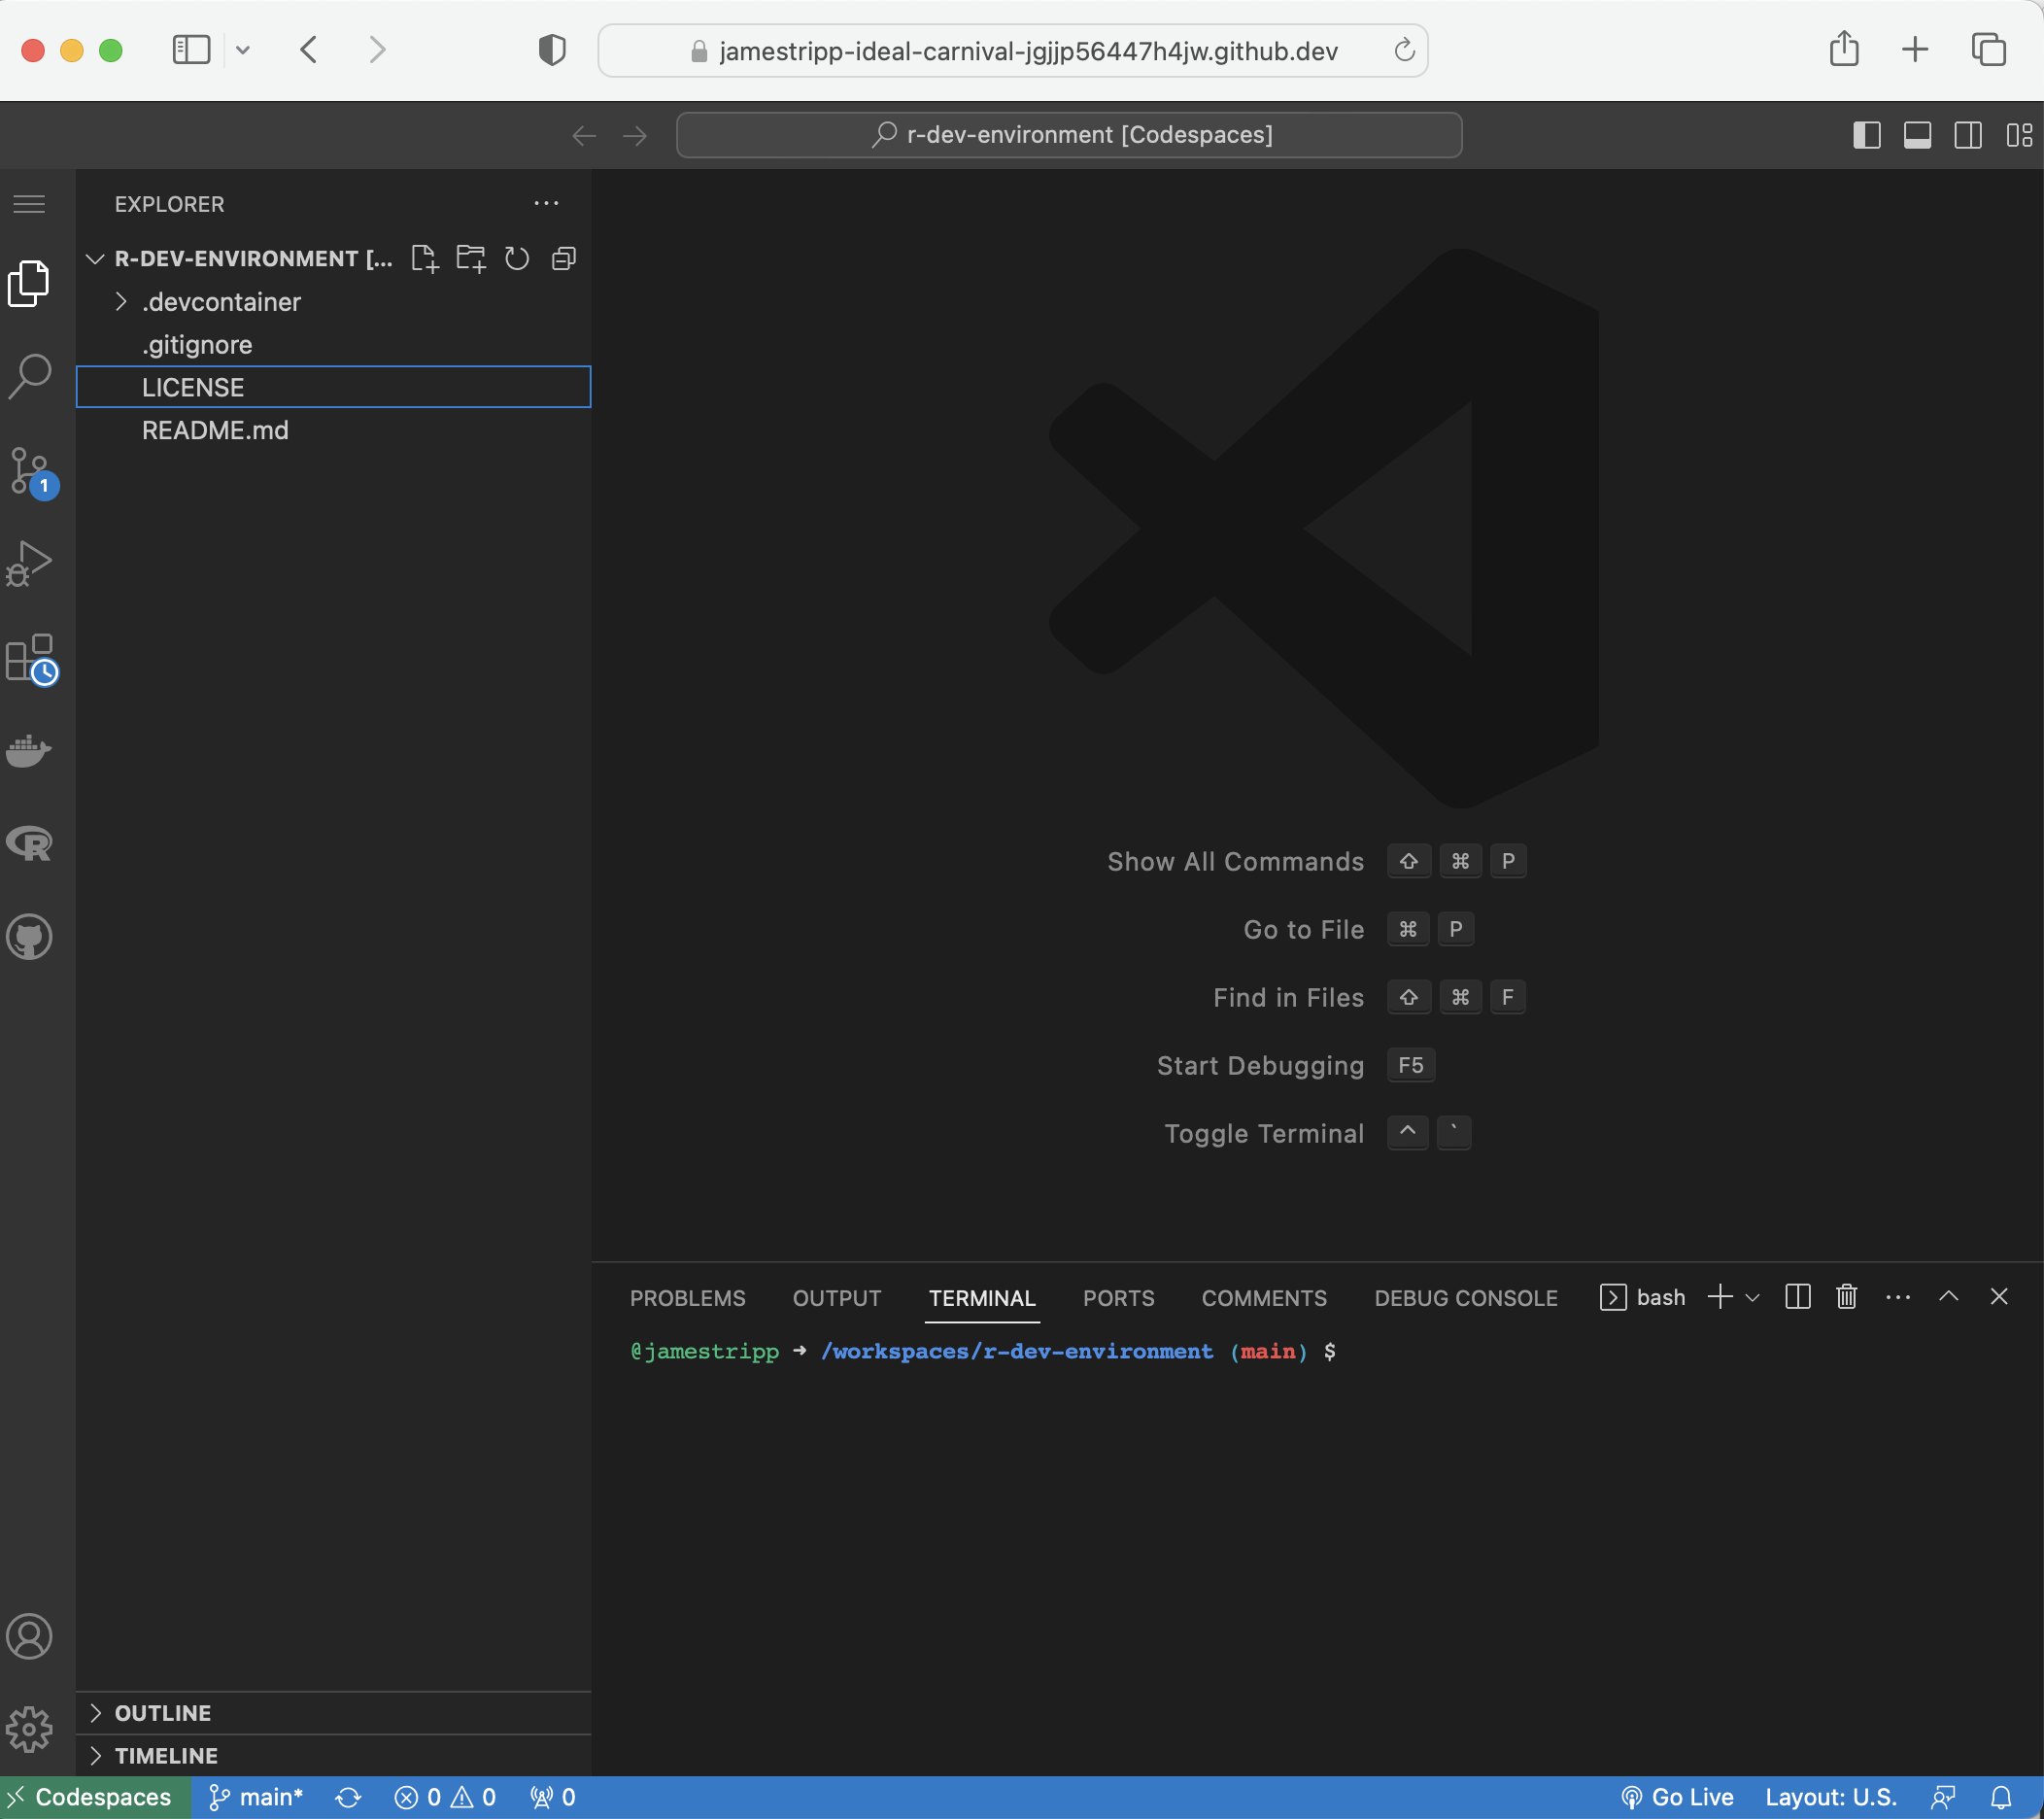 jamestripp-ideal-carnival-jgjjp56447h4jw.github.dev
r-dev-environment [Codespaces]
EXPLORER
R-DEV-ENVIRONMENT [...
.devcontainer
.gitignore
LICENSE
README.md
1
Show All Commands ⇧ ⌘ P
Go to File ⌘ P
Find in Files ⇧ ⌘ F
Start Debugging F5
Toggle Terminal ^ `
PROBLEMS OUTPUT TERMINAL PORTS COMMENTS DEBUG CONSOLE bash
@jamestripp ➜ /workspaces/r-dev-environment (main) $
OUTLINE
TIMELINE
Codespaces main* 0 0 0 Go Live Layout: U.S.